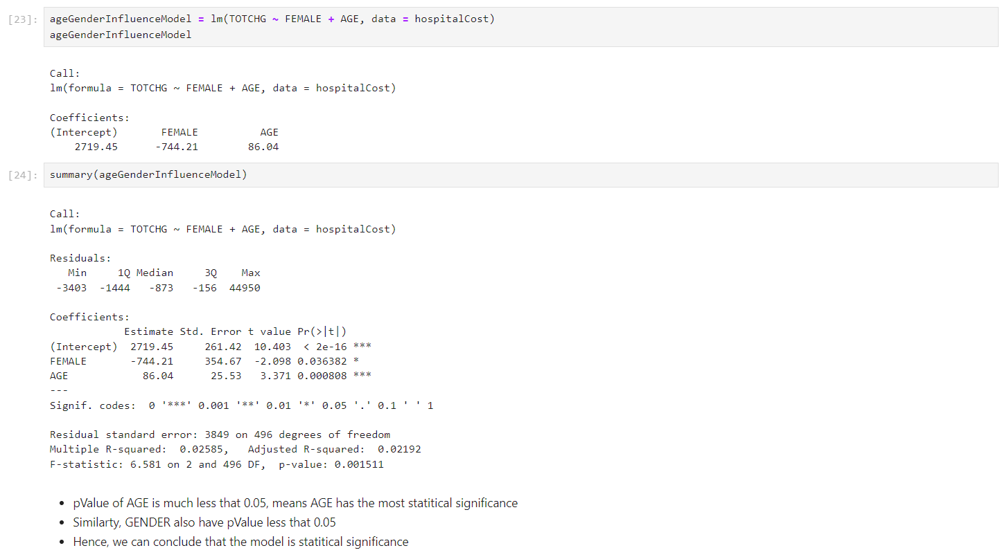 [23]: ageGenderInfluenceModel = lm(TOTCHG ~ FEMALE + AGE, data = hospitalCost)
ageGenderInfluenceModel
Call:
lm(formula = TOTCHG ~ FEMALE + AGE, data = hospitalCost)
Coefficients:
(Intercept)       FEMALE          AGE
    2719.45      -744.21        86.04
[24]: summary(ageGenderInfluenceModel)
Call:
lm(formula = TOTCHG ~ FEMALE + AGE, data = hospitalCost)
Residuals:
   Min     1Q Median     3Q    Max
 -3403  -1444   -873   -156  44950
Coefficients:
            Estimate Std. Error t value Pr(>|t|)
(Intercept)  2719.45     261.42  10.403  < 2e-16 ***
FEMALE       -744.21     354.67  -2.098 0.036382 *
AGE            86.04      25.53   3.371 0.000808 ***
---
Signif. codes:  0 '***' 0.001 '**' 0.01 '*' 0.05 '.' 0.1 ' ' 1
Residual standard error: 3849 on 496 degrees of freedom
Multiple R-squared:  0.02585,   Adjusted R-squared:  0.02192
F-statistic: 6.581 on 2 and 496 DF,  p-value: 0.001511
• pValue of AGE is much less that 0.05, means AGE has the most statitical significance
• Similarty, GENDER also have pValue less that 0.05
• Hence, we can conclude that the model is statitical significance